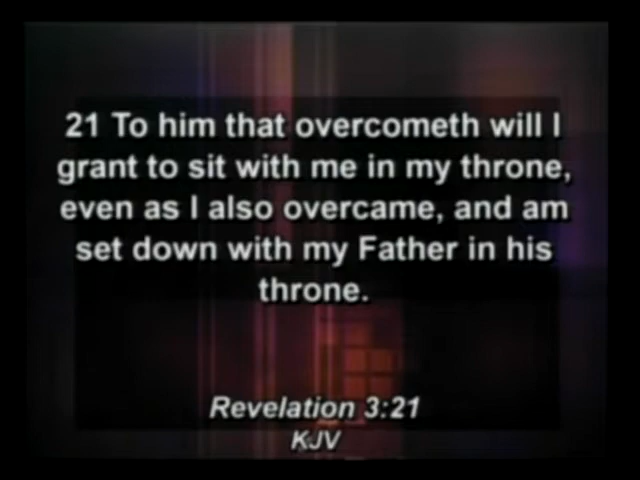 21 To him that overcometh will I
grant to sit with me in my throne,
even as I also overcame, and am
set down with my Father in his
throne.
Revelation 3:21
KJV